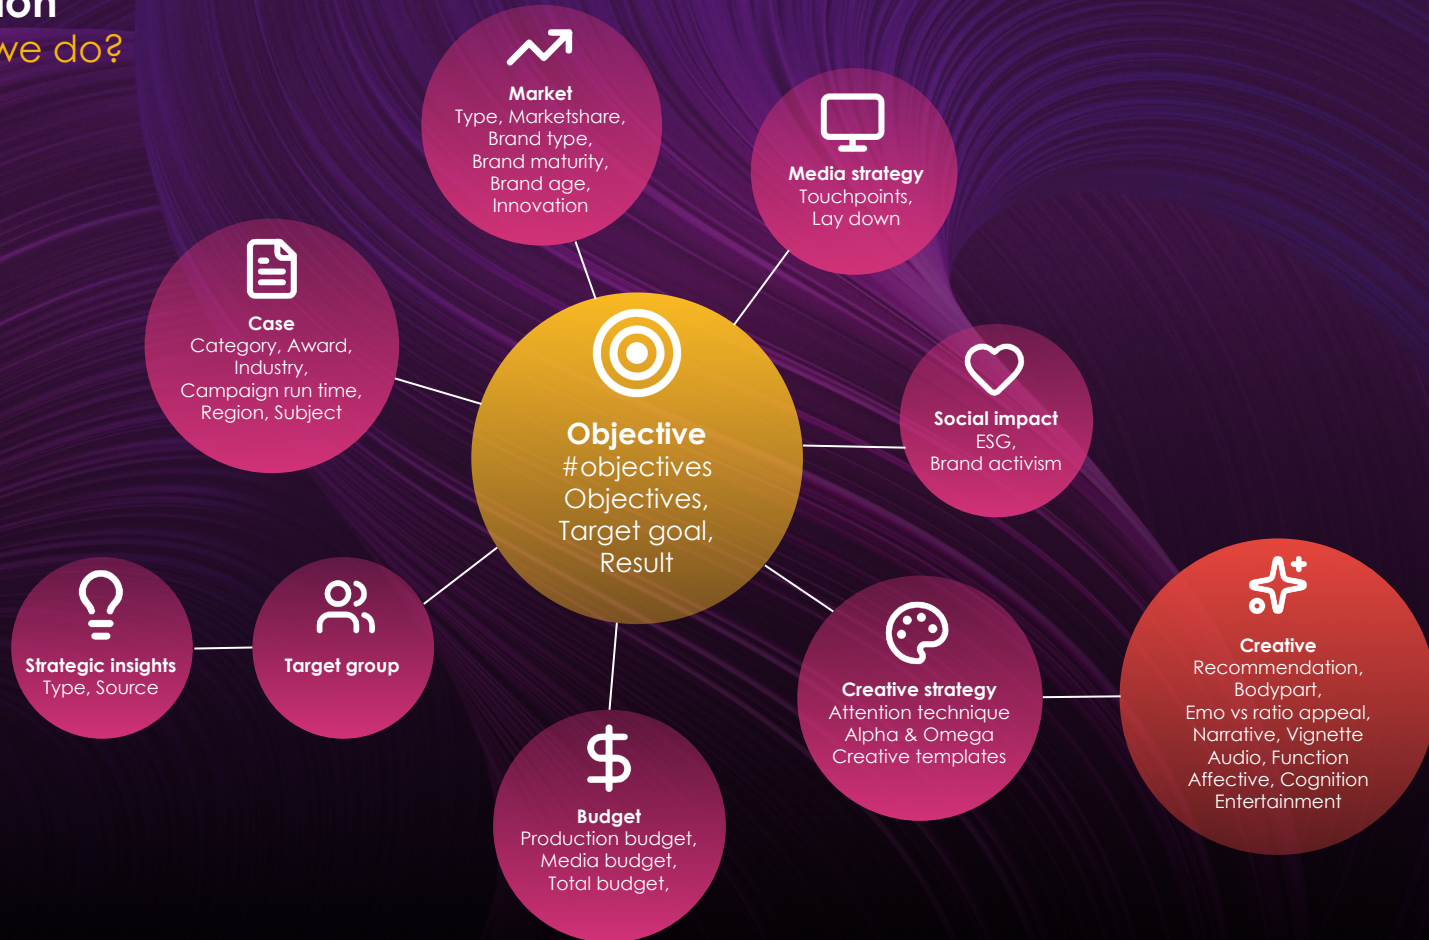 we do?
Market
Type, Marketshare,
Brand type,
Brand maturity,
Brand age,
Innovation
Media strategy
Touchpoints,
Lay down
Case
Category, Award,
Industry,
Campaign run time,
Region, Subject
Objective
#objectives
Objectives,
Target goal,
Result
Social impact
ESG,
Brand activism
Strategic insights
Type, Source
Target group
Creative strategy
Attention technique
Alpha & Omega
Creative templates
Creative
Recommendation,
Bodypart,
Emo vs ratio appeal,
Narrative, Vignette
Audio, Function
Affective, Cognition
Entertainment
Budget
Production budget,
Media budget,
Total budget,